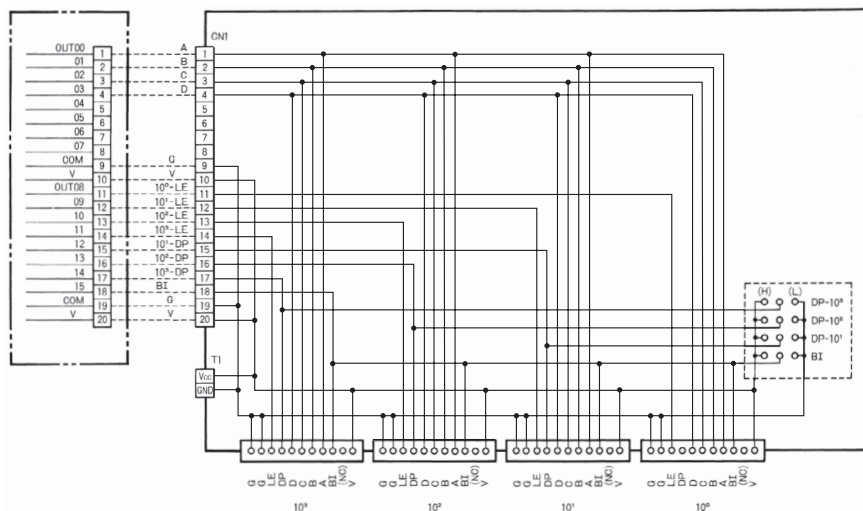 CN1
OUT00 1 A 1
01 2 B 2
02 3 C 3
03 4 D 4
04 5 5
05 6 6
06 7 7
07 8 8
COM 9 G 9
V 10 V 10
OUT08 11 10⁰-LE 11
09 12 10¹-LE 12
10 13 10²-LE 13
11 14 10³-LE 14
12 15 10¹-DP 15
13 16 10²-DP 16
14 17 10³-DP 17
15 18 BI 18
COM 19 G 19
V 20 V 20
(H) (L)
DP-10³
DP-10²
DP-10¹
BI
T1
Vcc
GND
G G LE DP D C B A BI (NC) V
10³
G G LE DP D C B A BI (NC) V
10²
G G LE DP D C B A BI (NC) V
10¹
G G LE DP D C B A BI (NC) V
10⁰